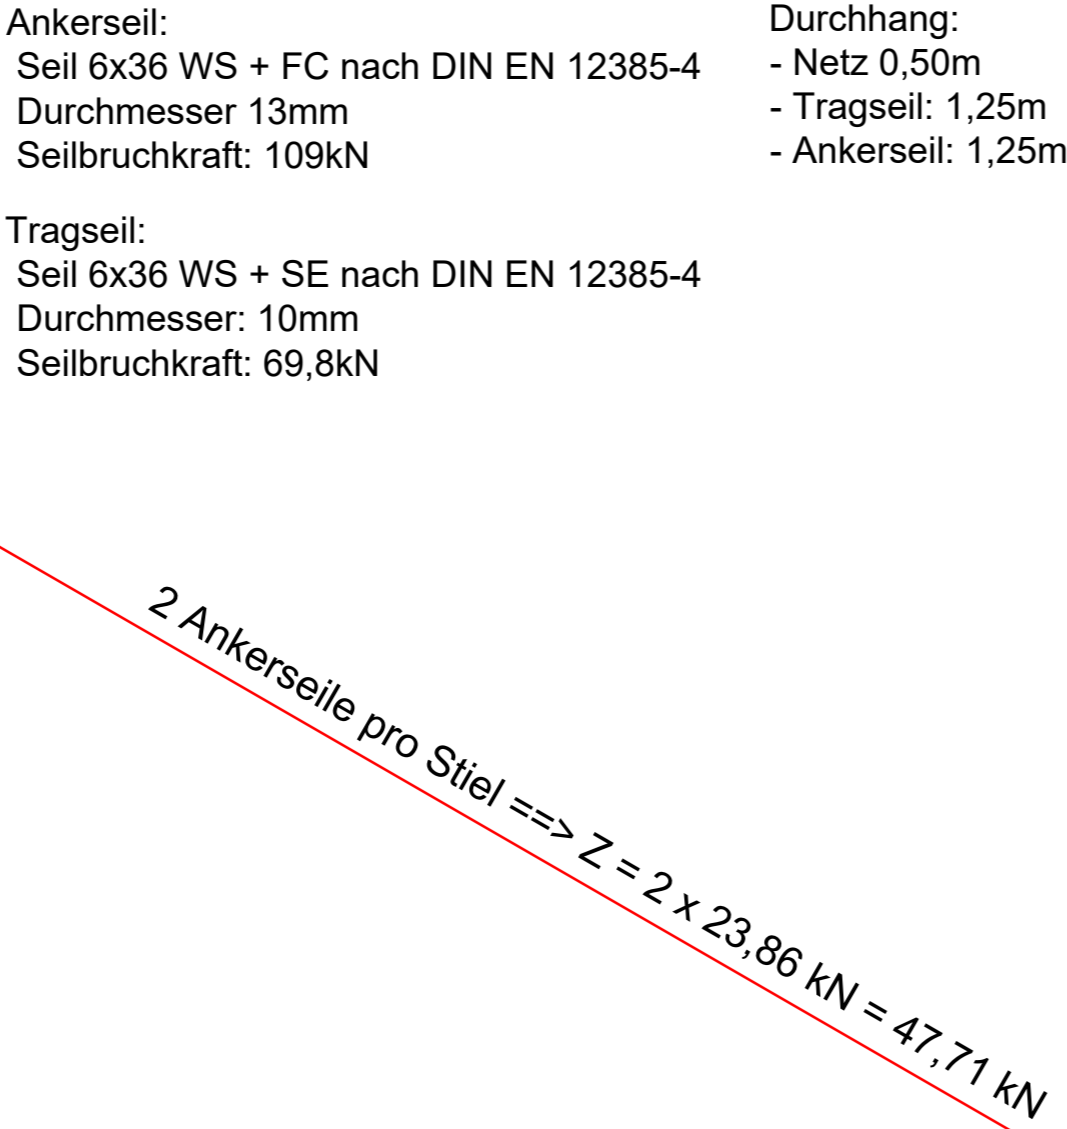 Ankerseil:
Seil 6x36 WS + FC nach DIN EN 12385-4
Durchmesser 13mm
Seilbruchkraft: 109kN
Durchhang:
- Netz 0,50m
- Tragseil: 1,25m
- Ankerseil: 1,25m
Tragseil:
Seil 6x36 WS + SE nach DIN EN 12385-4
Durchmesser: 10mm
Seilbruchkraft: 69,8kN
2 Ankerseile pro Stiel ==> Z = 2 x 23,86 kN = 47,71 kN